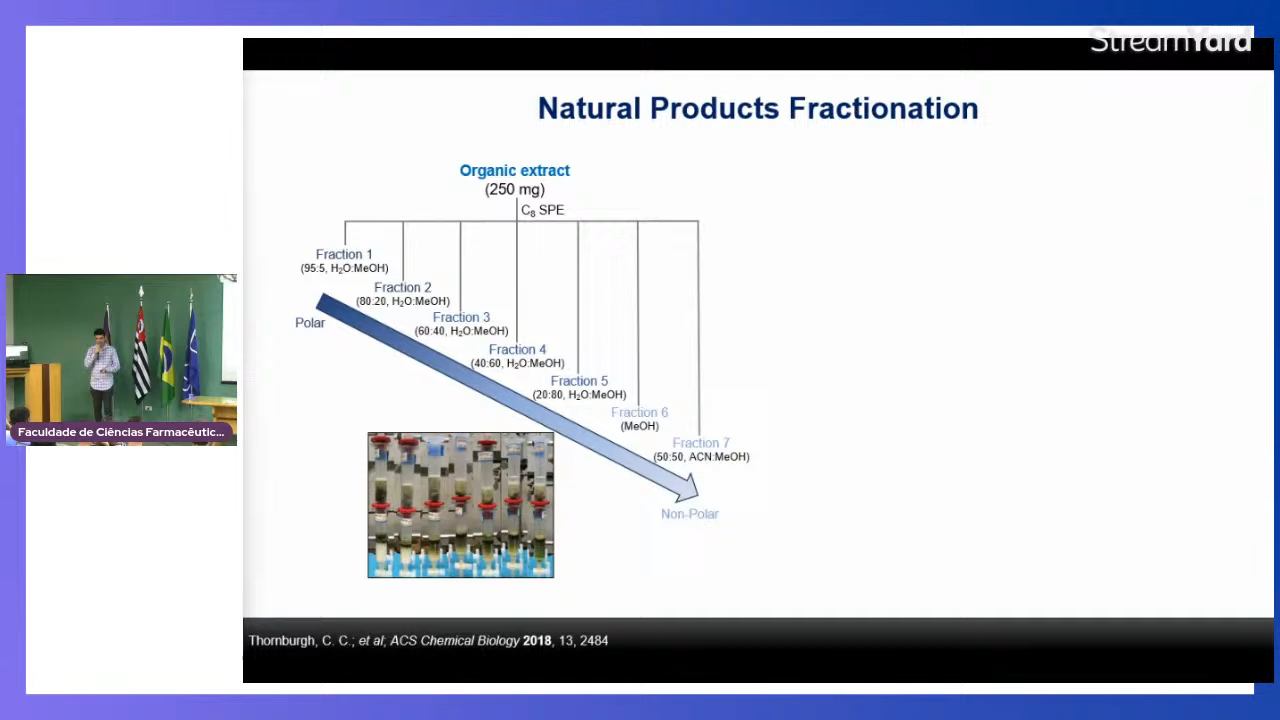 StreamYard
Natural Products Fractionation
Organic extract
(250 mg)
C₈ SPE
Fraction 1
(95:5, H₂O:MeOH)
Fraction 2
(80:20, H₂O:MeOH)
Fraction 3
(60:40, H₂O:MeOH)
Fraction 4
(40:60, H₂O:MeOH)
Fraction 5
(20:80, H₂O:MeOH)
Fraction 6
(MeOH)
Fraction 7
(50:50, ACN:MeOH)
Polar
Non-Polar
Faculdade de Ciências Farmacêutic...
Thornburgh, C. C.; et al; ACS Chemical Biology 2018, 13, 2484